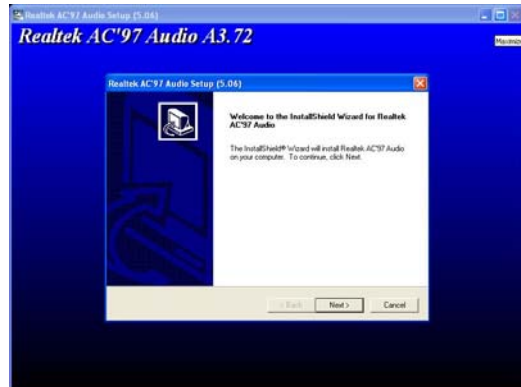 Realtek AC'97 Audio Setup (5.06)
Realtek AC'97 Audio A3.72
Maximize
Realtek AC'97 Audio Setup (5.06)
Welcome to the InstallShield Wizard for Realtek
AC'97 Audio
The InstallShield® Wizard will install Realtek AC'97 Audio
on your computer. To continue, click Next.
< Back
Next >
Cancel